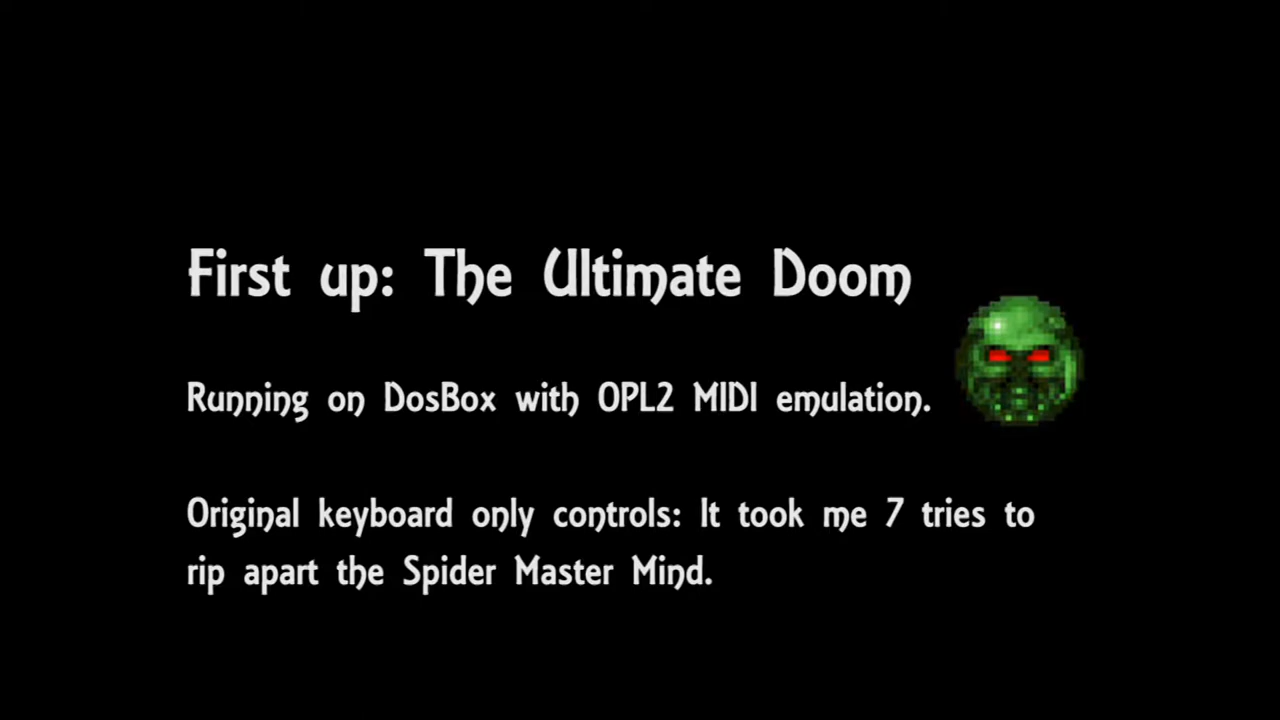 First up: The Ultimate Doom
Running on DosBox with OPL2 MIDI emulation.
Original keyboard only controls: It took me 7 tries to
rip apart the Spider Master Mind.